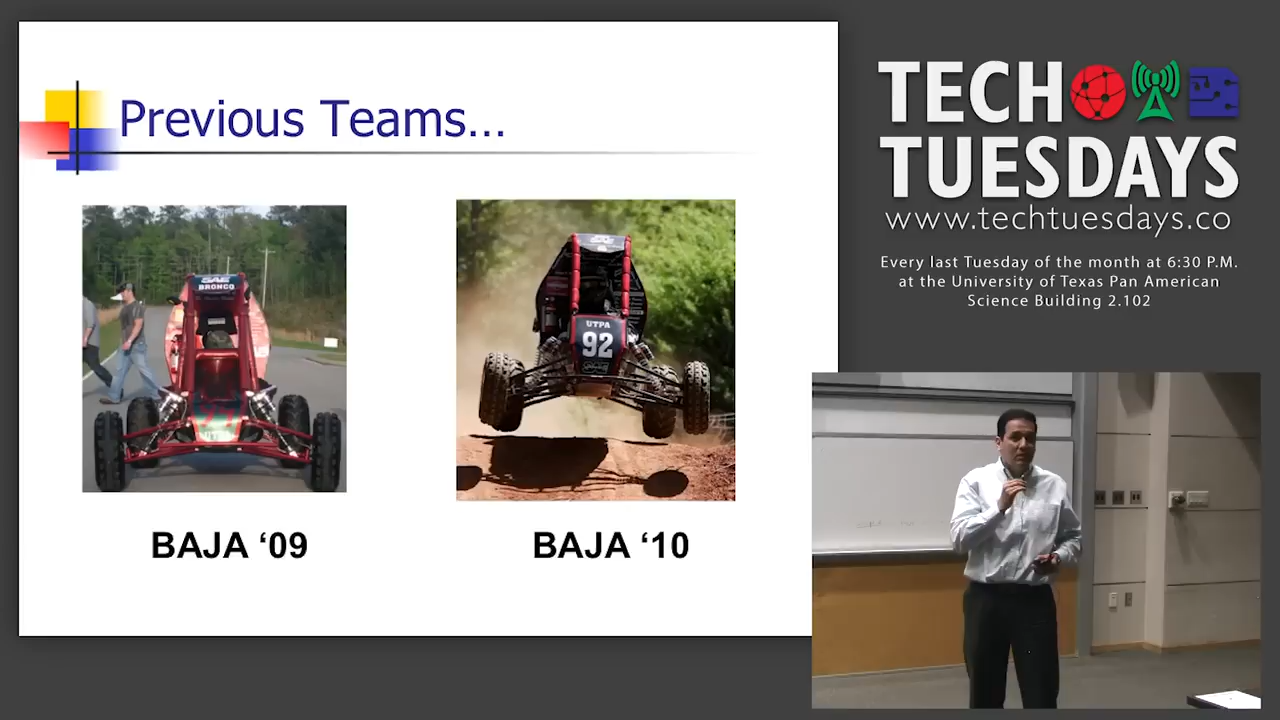 Previous Teams...
SAE
BRONCO
UTPA
92
BAJA ‘09
BAJA ‘10
TECH
TUESDAYS
www.techtuesdays.co
Every last Tuesday of the month at 6:30 P.M.
at the University of Texas Pan American
Science Building 2.102